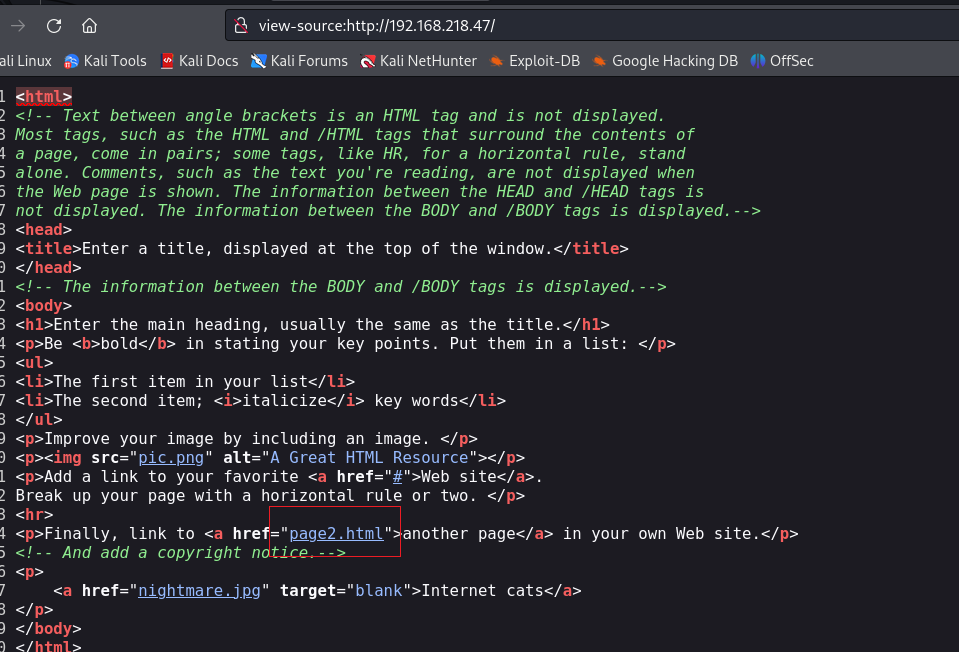 view-source:http://192.168.218.47/
ali Linux Kali Tools Kali Docs Kali Forums Kali NetHunter Exploit-DB Google Hacking DB OffSec
1 <html>
2 <!-- Text between angle brackets is an HTML tag and is not displayed.
3 Most tags, such as the HTML and /HTML tags that surround the contents of
4 a page, come in pairs; some tags, like HR, for a horizontal rule, stand
5 alone. Comments, such as the text you're reading, are not displayed when
6 the Web page is shown. The information between the HEAD and /HEAD tags is
7 not displayed. The information between the BODY and /BODY tags is displayed.-->
8 <head>
9 <title>Enter a title, displayed at the top of the window.</title>
0 </head>
1 <!-- The information between the BODY and /BODY tags is displayed.-->
2 <body>
3 <h1>Enter the main heading, usually the same as the title.</h1>
4 <p>Be <b>bold</b> in stating your key points. Put them in a list: </p>
5 <ul>
6 <li>The first item in your list</li>
7 <li>The second item; <i>italicize</i> key words</li>
8 </ul>
9 <p>Improve your image by including an image. </p>
0 <p><img src="pic.png" alt="A Great HTML Resource"></p>
1 <p>Add a link to your favorite <a href="#">Web site</a>.
2 Break up your page with a horizontal rule or two. </p>
3 <hr>
4 <p>Finally, link to <a href="page2.html">another page</a> in your own Web site.</p>
5 <!-- And add a copyright notice.-->
6 <p>
7     <a href="nightmare.jpg" target="blank">Internet cats</a>
8 </p>
9 </body>
0 </html>